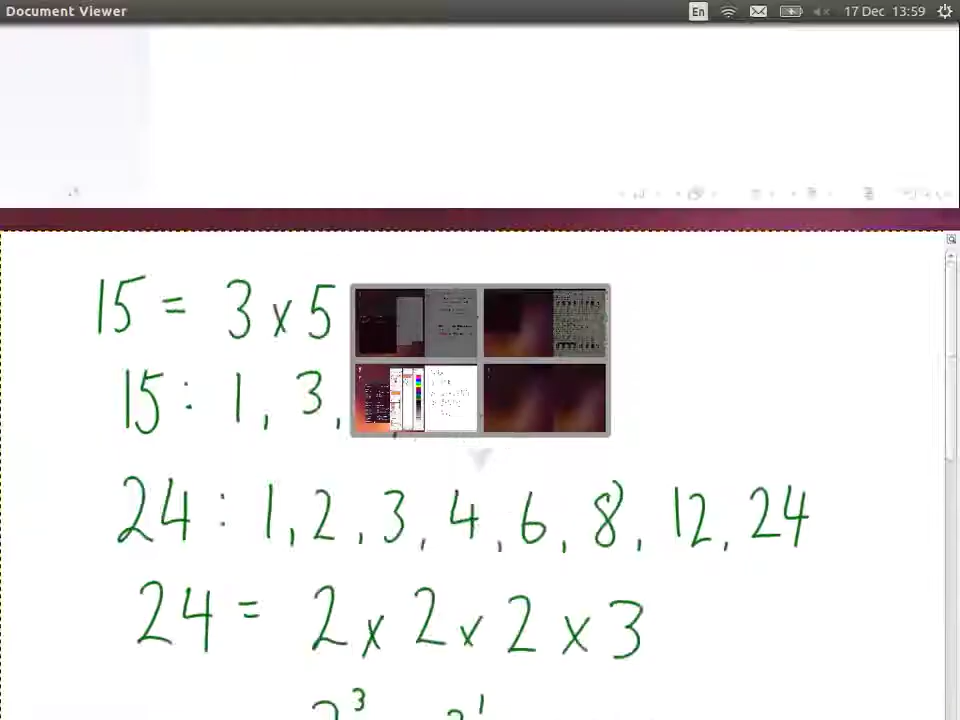 Document Viewer
En
17 Dec 13:59
15 = 3 x 5
15 : 1, 3,
24 : 1, 2, 3, 4, 6, 8, 12, 24
24 = 2 x 2 x 2 x 3